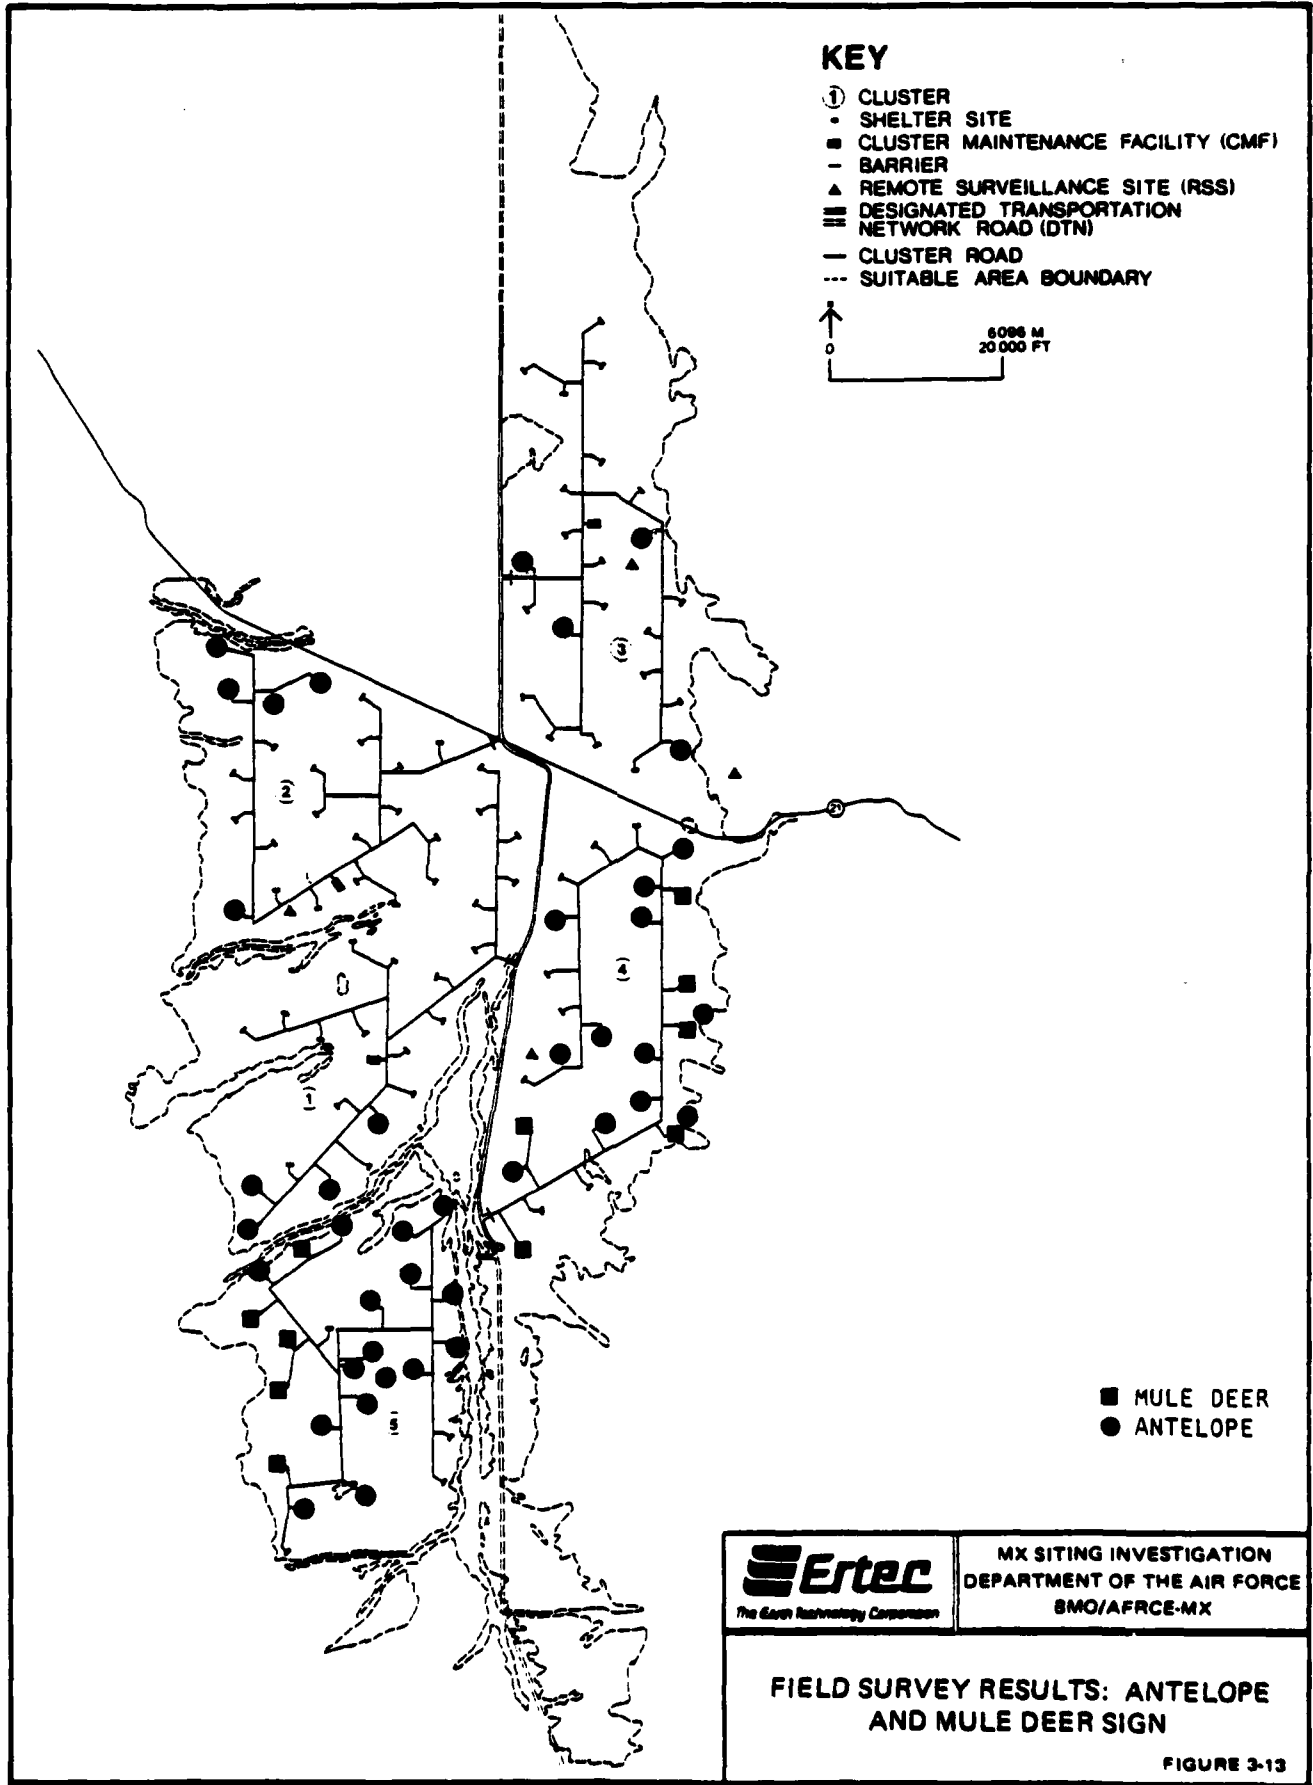 KEY
1 CLUSTER
SHELTER SITE
CLUSTER MAINTENANCE FACILITY (CMF)
BARRIER
REMOTE SURVEILLANCE SITE (RSS)
DESIGNATED TRANSPORTATION
NETWORK ROAD (DTN)
CLUSTER ROAD
SUITABLE AREA BOUNDARY
6096 M
0 20 000 FT
3
2
21
4
1
5
MULE DEER
ANTELOPE
Ertec
The Earth Technology Corporation
MX SITING INVESTIGATION
DEPARTMENT OF THE AIR FORCE
BMO/AFRCE-MX
FIELD SURVEY RESULTS: ANTELOPE
AND MULE DEER SIGN
FIGURE 3-13